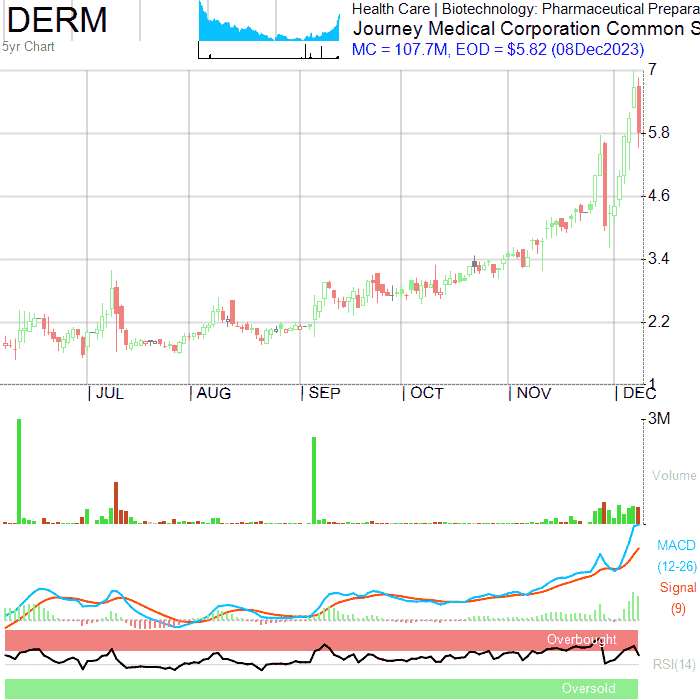 DERM
5yr Chart
Health Care | Biotechnology: Pharmaceutical Prepara
Journey Medical Corporation Common S
MC = 107.7M, EOD = $5.82 (08Dec2023)
7
5.8
4.6
3.4
2.2
1
JUL AUG SEP OCT NOV DEC
3M
Volume
MACD
(12-26)
Signal
(9)
Overbought
RSI(14)
Oversold